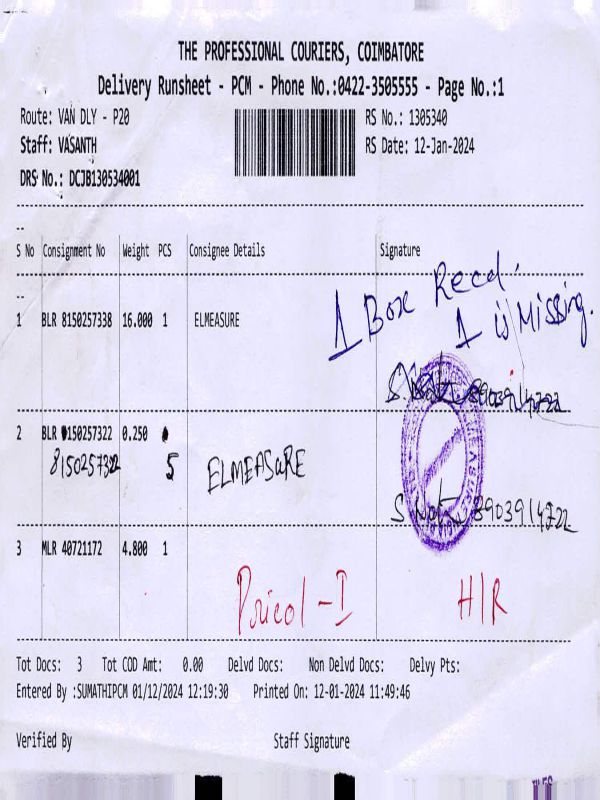 THE PROFESSIONAL COURIERS, COIMBATORE
Delivery Runsheet - PCM - Phone No.:0422-3505555 - Page No.:1
Route: VAN DLY - P20 RS No.: 1305340
Staff: VASANTH RS Date: 12-Jan-2024
DRS No.: DCJB130534001
S No Consignment No Weight PCS Consignee Details Signature
1 Box Recd.
1 is Missing.
1 BLR 8150257338 16.000 1 ELMEASURE
8903914722
2 BLR 8150257322 0.250
8150257322 5 ELMEASURE
8903914722
3 MLR 40721172 4.800 1
Pricol - I H/R
Tot Docs: 3 Tot COD Amt: 0.00 Delvd Docs: Non Delvd Docs: Delvy Pts:
Entered By :SUMATHIPCM 01/12/2024 12:19:30 Printed On: 12-01-2024 11:49:46
Verified By Staff Signature